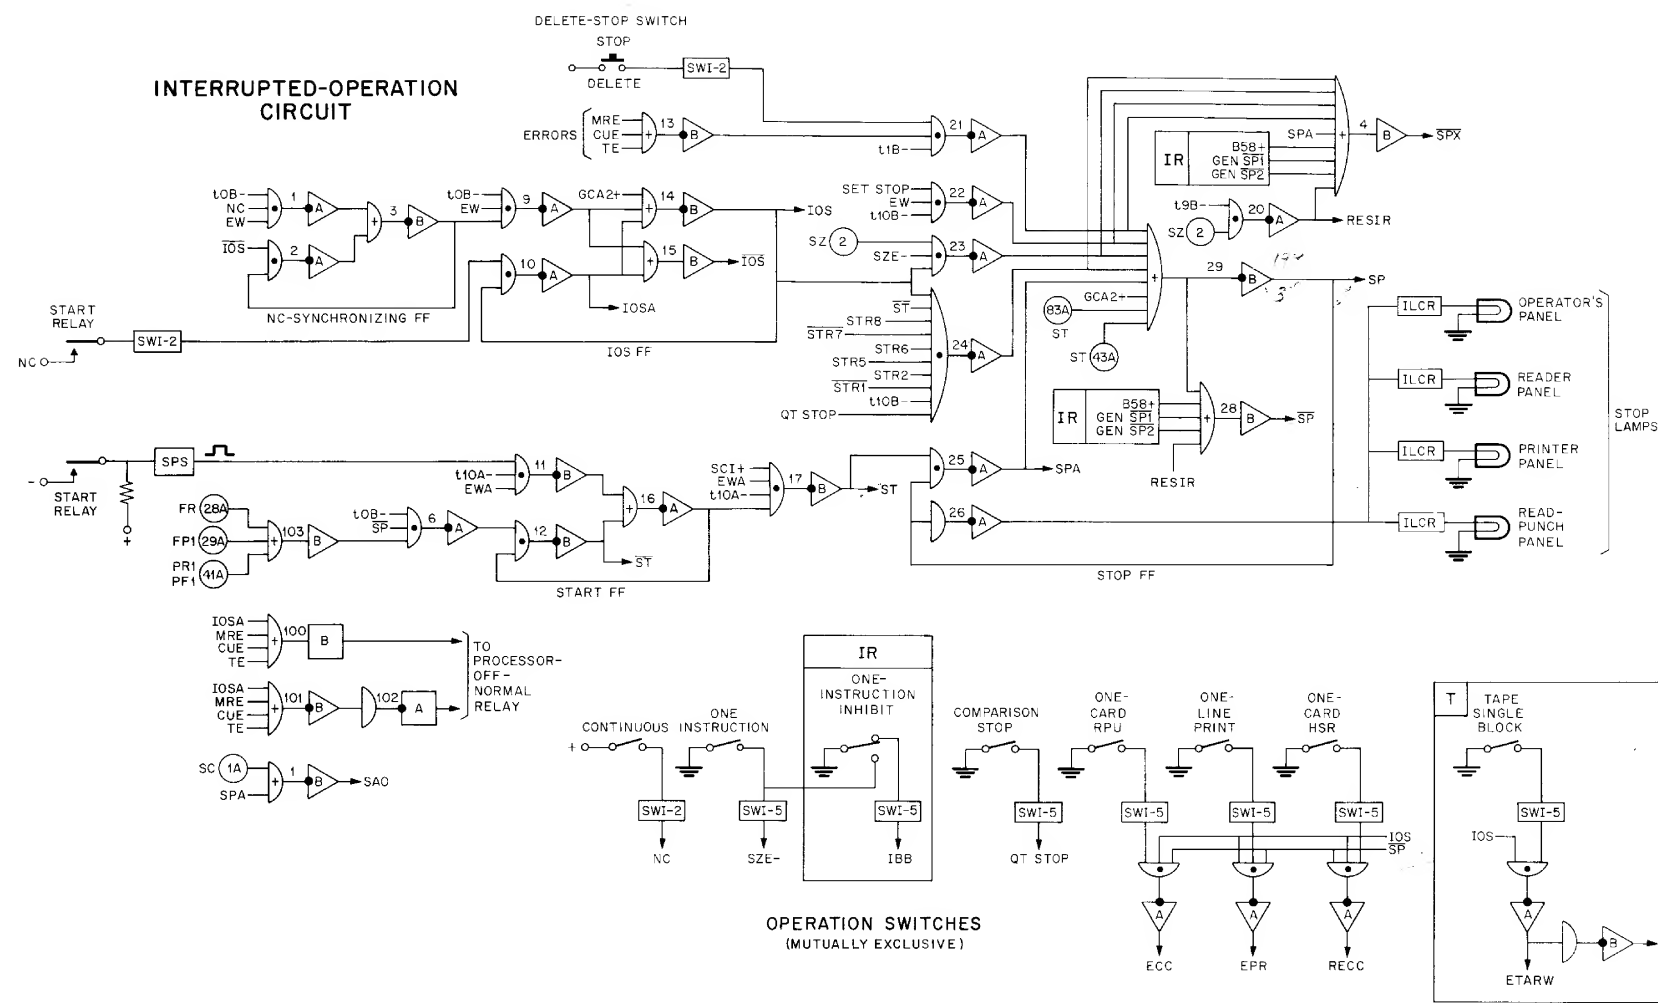 DELETE-STOP SWITCH
STOP
DELETE
SWI-2
INTERRUPTED-OPERATION
CIRCUIT
ERRORS
MRE
CUE
TE
13
B
t1B-
21
A
t0B-
NC
EW
1
A
IOS
2
A
3
B
NC-SYNCHRONIZING FF
t0B-
EW
9
A
10
A
IOSA
GCA2+
14
B
IOS
15
B
IOS
IOS FF
START
RELAY
NC
SWI-2
SET STOP
EW
t10B-
22
A
SZ 2
SZE-
23
A
ST
STR8
STR7
STR6
STR5
STR2
STR1
t10B-
QT STOP
24
A
IR
SPA
B58+
GEN SP1
GEN SP2
4
B
SPX
t9B-
SZ 2
20
A
RESIR
GCA2+
83A
ST
ST 43A
29
B
SP
IR
B58+
GEN SP1
GEN SP2
28
B
SP
RESIR
ILCR
OPERATOR'S
PANEL
ILCR
READER
PANEL
ILCR
PRINTER
PANEL
ILCR
READ-
PUNCH
PANEL
STOP
LAMPS
-
START
RELAY
+
SPS
t10A-
EWA
11
B
FR 28A
FP1 29A
PR1
PF1
41A
103
B
t0B-
SP
6
A
12
B
16
A
ST
START FF
SCI+
EWA
t10A-
17
B
ST
25
A
SPA
26
A
STOP FF
IOSA
MRE
CUE
TE
100
B
IOSA
MRE
CUE
TE
101
B
102
A
TO
PROCESSOR-
OFF-
NORMAL
RELAY
SC 1A
SPA
1
B
SAO
CONTINUOUS
+
SWI-2
NC
ONE
INSTRUCTION
SWI-5
SZE-
IR
ONE-
INSTRUCTION
INHIBIT
SWI-5
IBB
COMPARISON
STOP
SWI-5
QT STOP
ONE-
CARD
RPU
SWI-5
A
ECC
ONE-
LINE
PRINT
SWI-5
A
EPR
ONE-
CARD
HSR
SWI-5
A
RECC
IOS
SP
T
TAPE
SINGLE
BLOCK
SWI-5
IOS
A
B
ETARW
OPERATION SWITCHES
(MUTUALLY EXCLUSIVE)